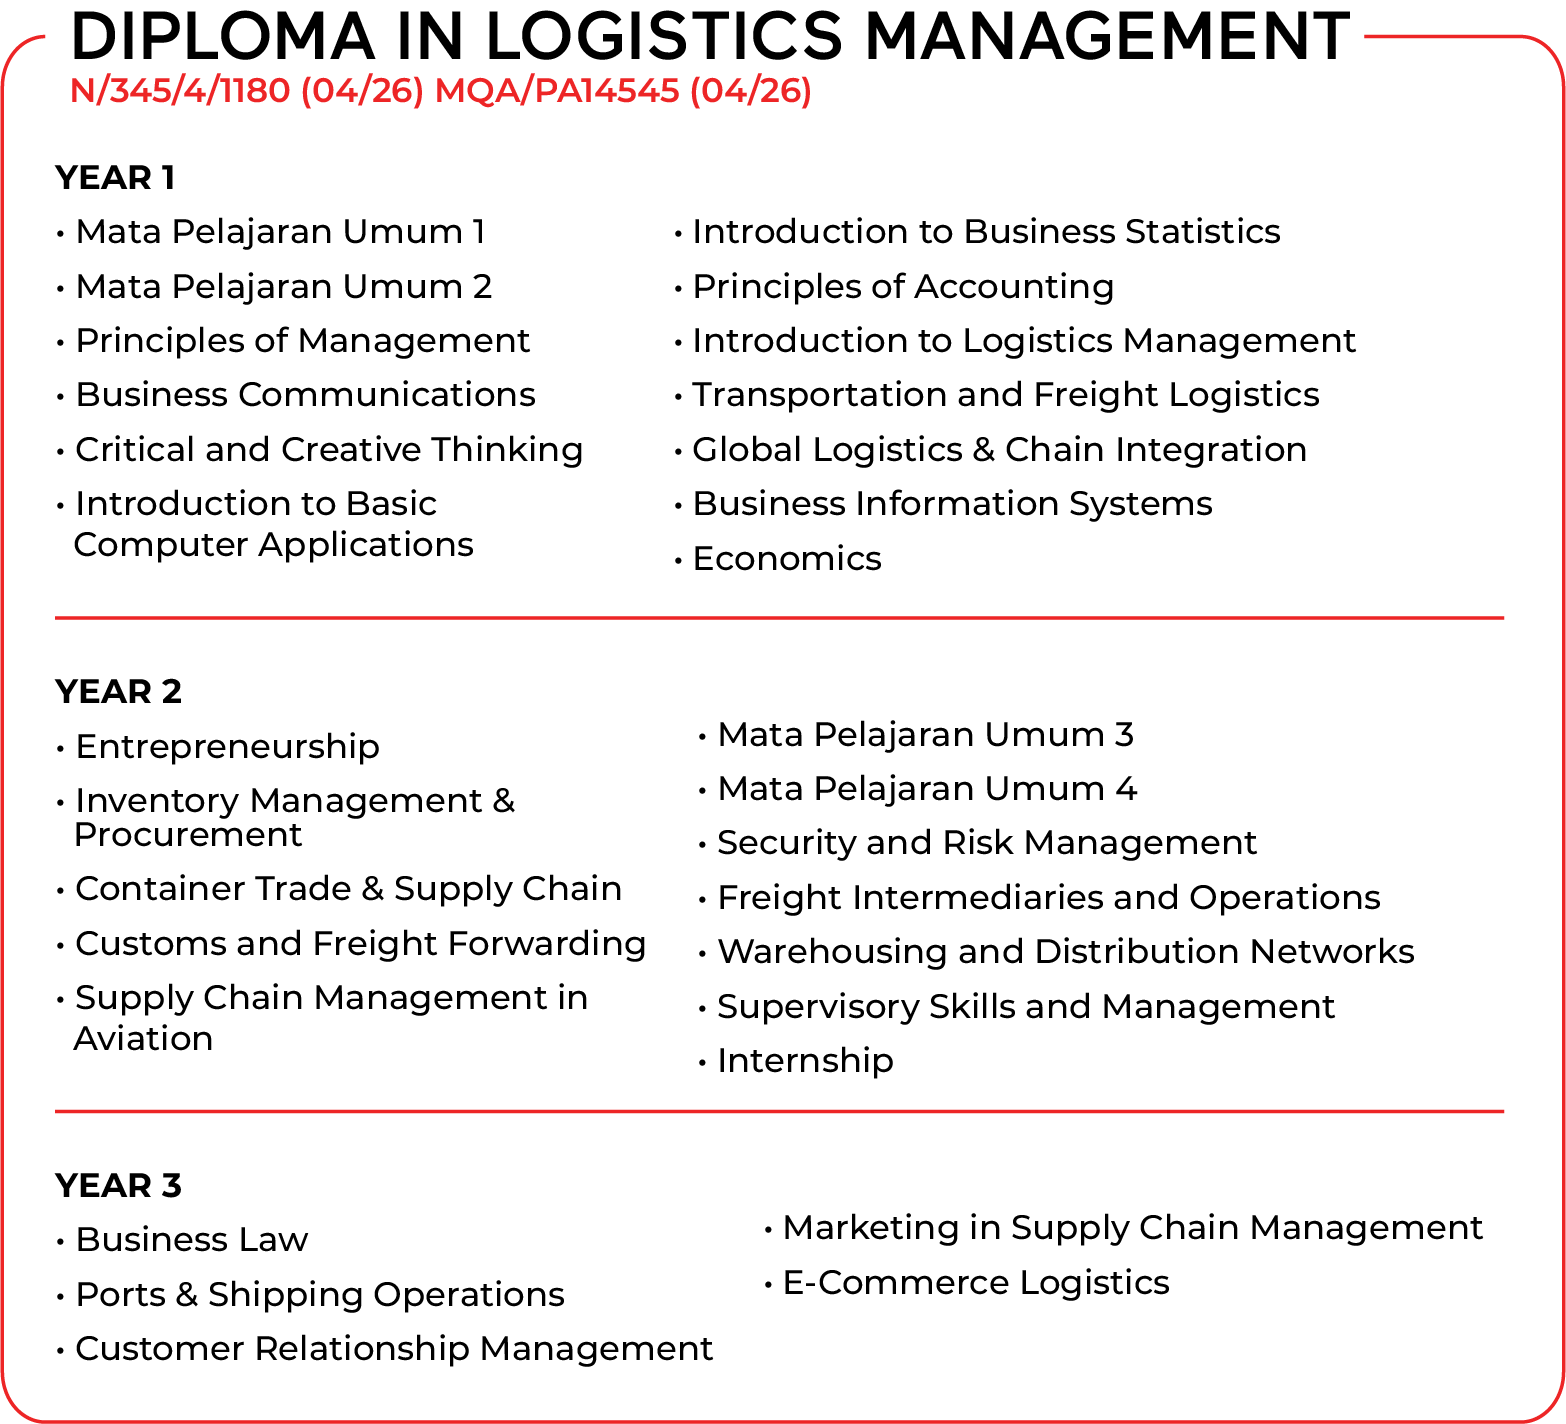 DIPLOMA IN LOGISTICS MANAGEMENT
N/345/4/1180 (04/26) MQA/PA14545 (04/26)
YEAR 1
• Mata Pelajaran Umum 1
• Mata Pelajaran Umum 2
• Principles of Management
• Business Communications
• Critical and Creative Thinking
• Introduction to Basic
Computer Applications
• Introduction to Business Statistics
• Principles of Accounting
• Introduction to Logistics Management
• Transportation and Freight Logistics
• Global Logistics & Chain Integration
• Business Information Systems
• Economics
YEAR 2
• Entrepreneurship
• Inventory Management &
Procurement
• Container Trade & Supply Chain
• Customs and Freight Forwarding
• Supply Chain Management in
Aviation
• Mata Pelajaran Umum 3
• Mata Pelajaran Umum 4
• Security and Risk Management
• Freight Intermediaries and Operations
• Warehousing and Distribution Networks
• Supervisory Skills and Management
• Internship
YEAR 3
• Business Law
• Ports & Shipping Operations
• Customer Relationship Management
• Marketing in Supply Chain Management
• E-Commerce Logistics